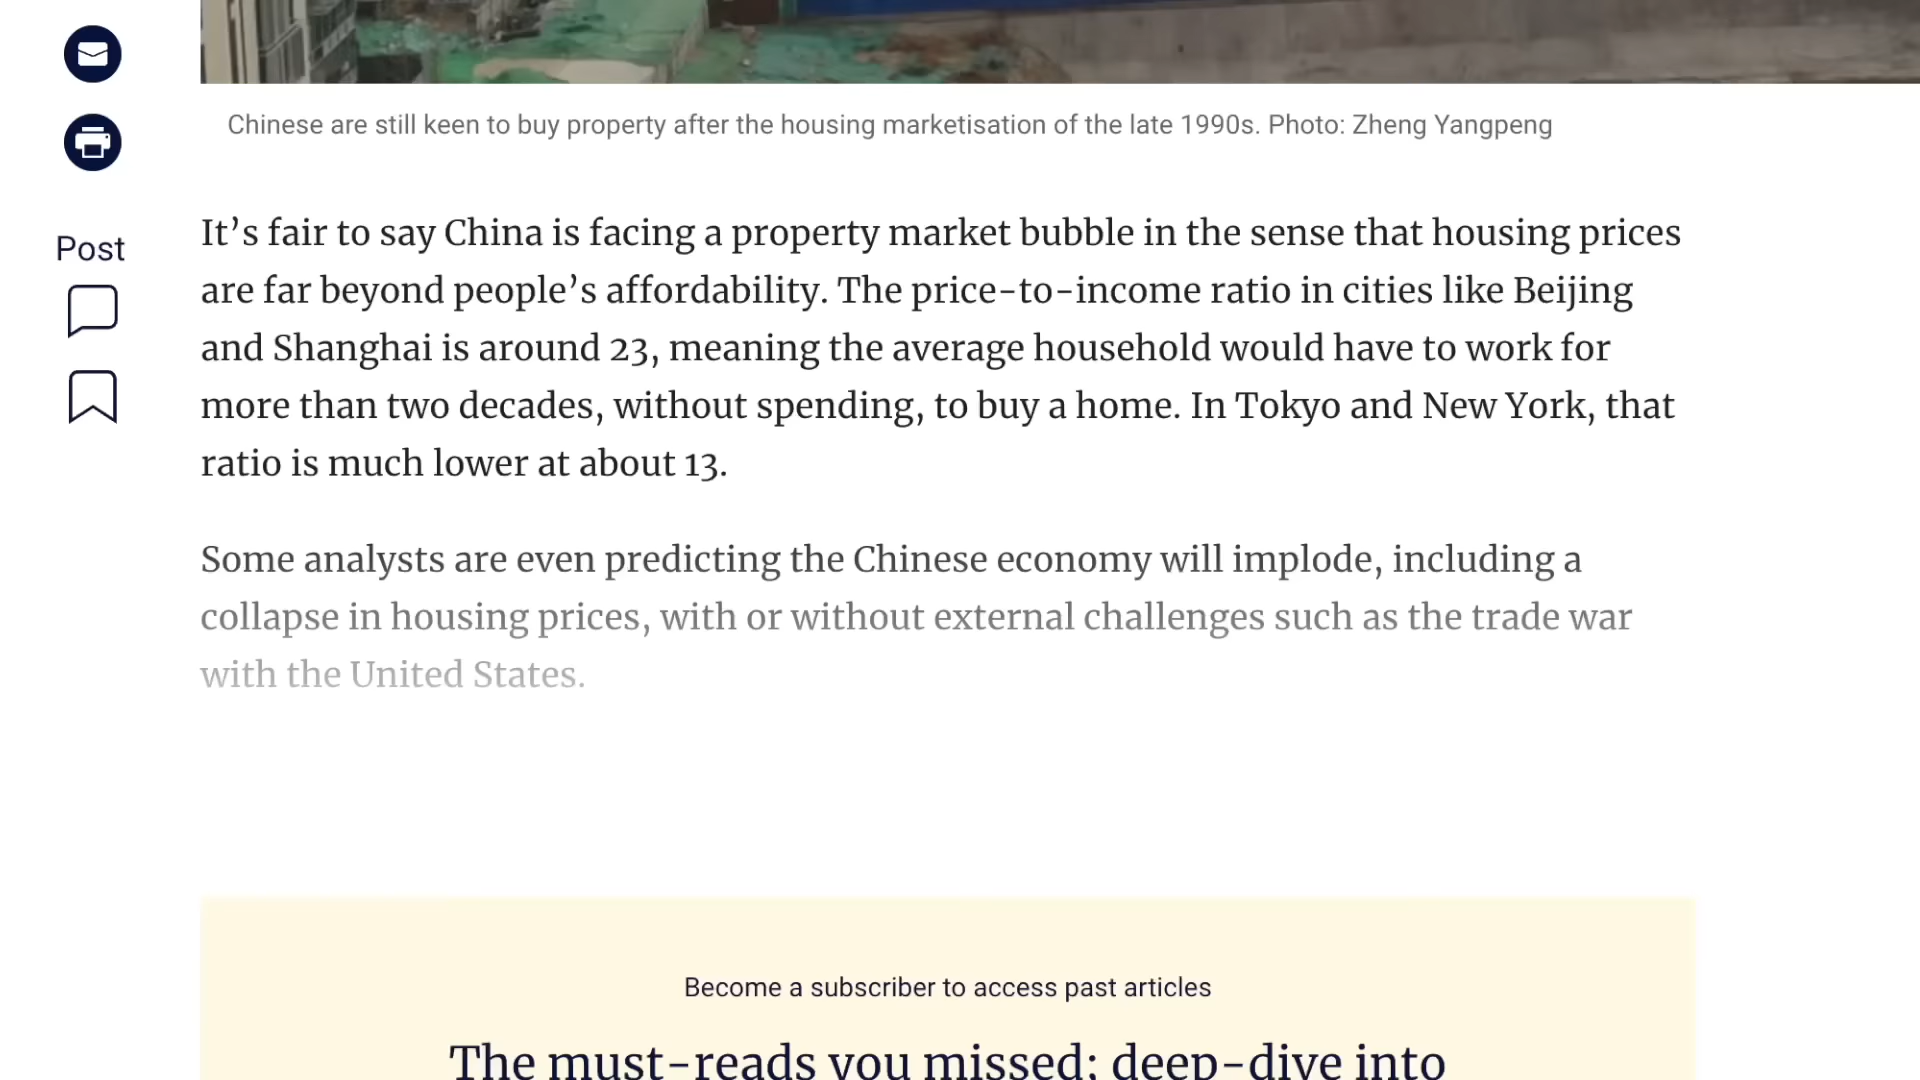 Chinese are still keen to buy property after the housing marketisation of the late 1990s. Photo: Zheng Yangpeng
Post
It’s fair to say China is facing a property market bubble in the sense that housing prices
are far beyond people’s affordability. The price-to-income ratio in cities like Beijing
and Shanghai is around 23, meaning the average household would have to work for
more than two decades, without spending, to buy a home. In Tokyo and New York, that
ratio is much lower at about 13.
Some analysts are even predicting the Chinese economy will implode, including a
collapse in housing prices, with or without external challenges such as the trade war
with the United States.
Become a subscriber to access past articles
The must-reads you missed; deep-dive into